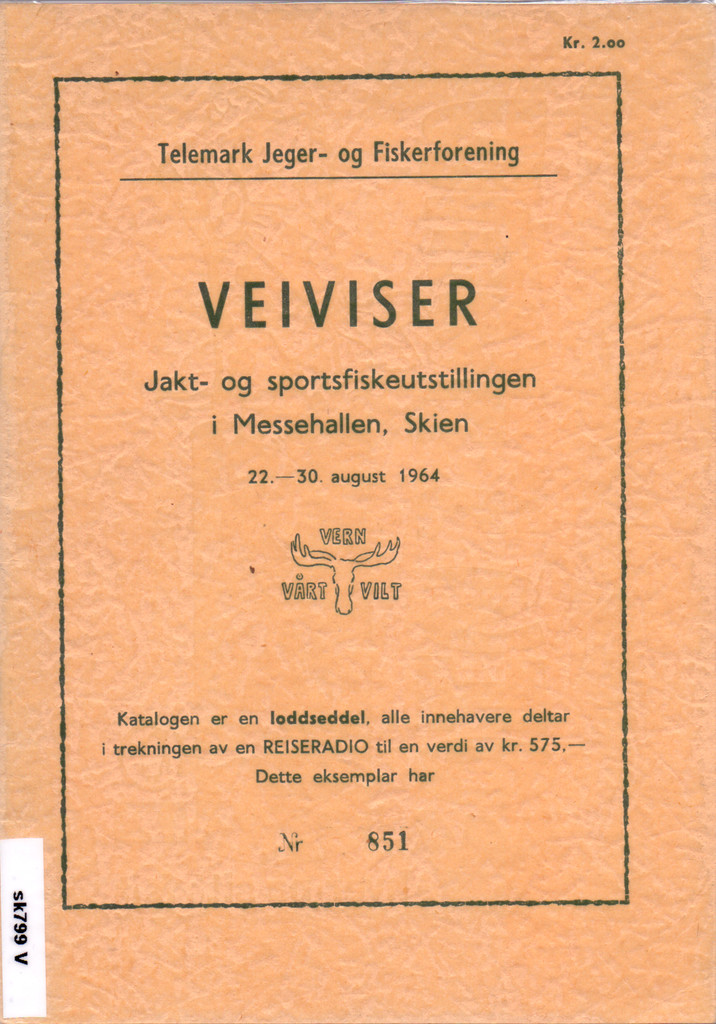 Kr. 2.oo
Telemark Jeger- og Fiskerforening
VEIVISER
Jakt- og sportsfiskeutstillingen
i Messehallen, Skien
22.—30. august 1964
VERN
VÅRT VILT
Katalogen er en loddseddel, alle innehavere deltar
i trekningen av en REISERADIO til en verdi av kr. 575,—
Dette eksemplar har
Nr 851
sk799 V